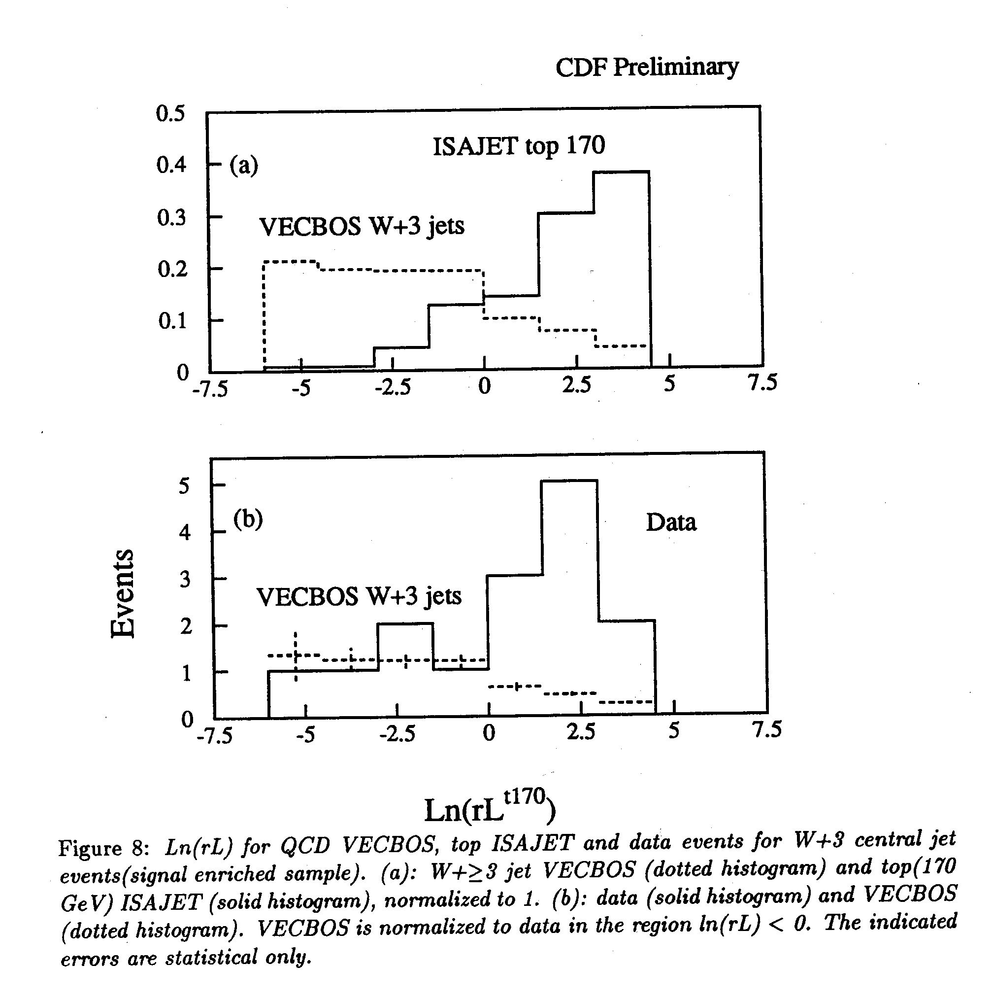 CDF Preliminary
0.5
ISAJET top 170
0.4
(a)
0.3
VECBOS W+3 jets
0.2
0.1
0
-7.5 -5 -2.5 0 2.5 5 7.5
5
(b)
Data
4
3
VECBOS W+3 jets
2
1
0
Events
-7.5 -5 -2.5 0 2.5 5 7.5
Ln(rL^t170)
Figure 8: Ln(rL) for QCD VECBOS, top ISAJET and data events for W+3 central jet
events(signal enriched sample). (a): W+≥3 jet VECBOS (dotted histogram) and top(170
GeV) ISAJET (solid histogram), normalized to 1. (b): data (solid histogram) and VECBOS
(dotted histogram). VECBOS is normalized to data in the region ln(rL) < 0. The indicated
errors are statistical only.